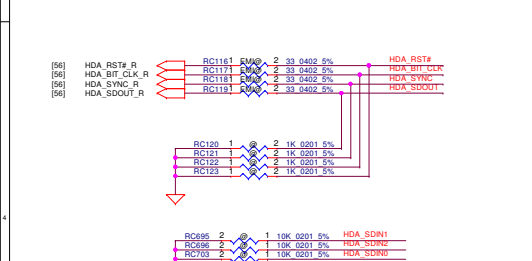 [56] HDA_RST#_R RC116 1 EMI@ 2 33_0402_5% HDA_RST#
[56] HDA_BIT_CLK_R RC117 1 EMI@ 2 33_0402_5% HDA_BIT_CLK
[56] HDA_SYNC_R RC118 1 EMI@ 2 33_0402_5% HDA_SYNC
[56] HDA_SDOUT_R RC119 1 EMI@ 2 33_0402_5% HDA_SDOUT
RC120 1 @ 2 1K_0201_5%
RC121 1 @ 2 1K_0201_5%
RC122 1 @ 2 1K_0201_5%
RC123 1 @ 2 1K_0201_5%
4
RC695 2 @ 1 10K_0201_5% HDA_SDIN1
RC696 2 @ 1 10K_0201_5% HDA_SDIN2
RC703 2 @ 1 10K_0201_5% HDA_SDIN0